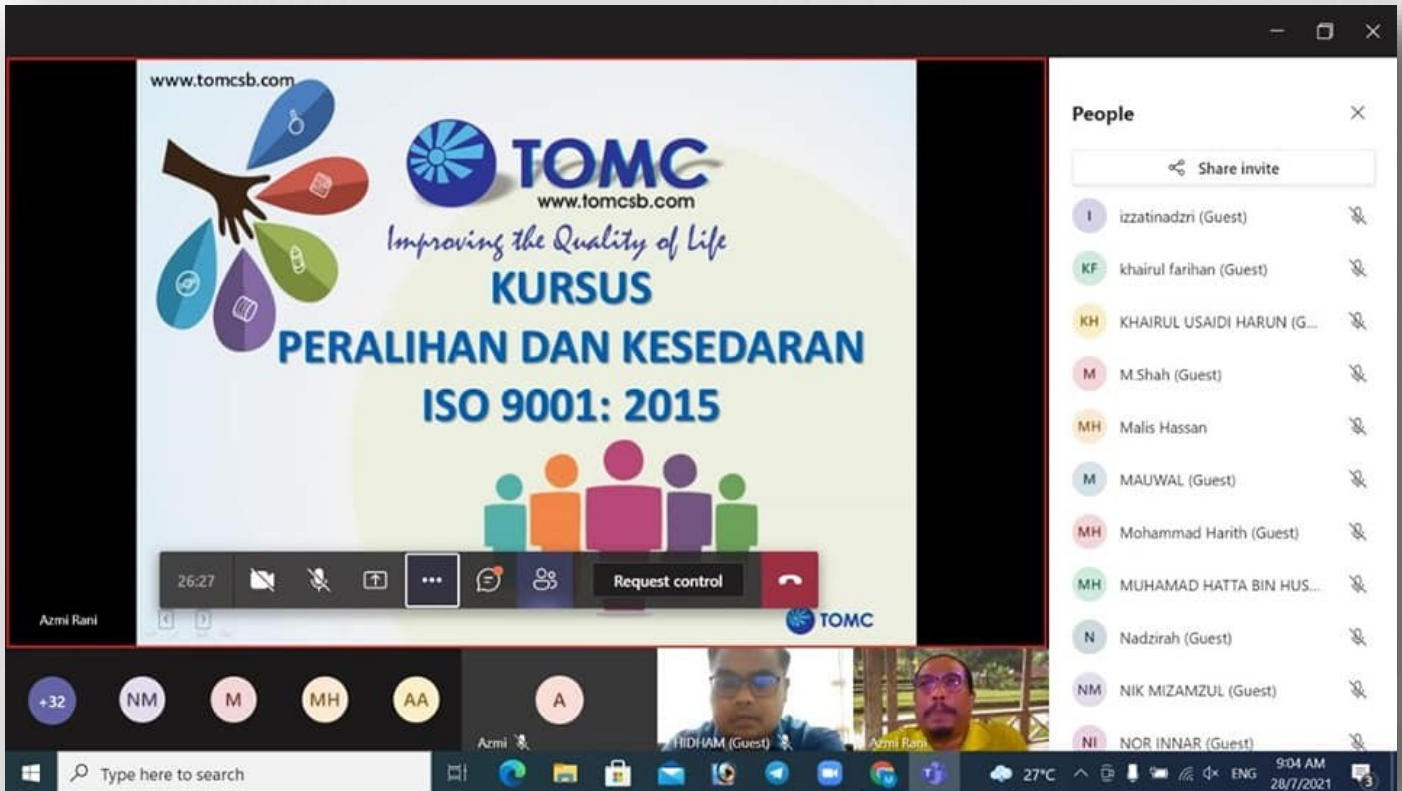 www.tomcsb.com
TOMC
www.tomcsb.com
Improving the Quality of Life
KURSUS
PERALIHAN DAN KESEDARAN
ISO 9001: 2015
26:27
Request control
Azmi Rani
TOMC
+32
NM
M
MH
AA
A
Azmi
HIDHAM (Guest)
Azmi Rani
People
Share invite
I izzatinadzri (Guest)
KF khairul farihan (Guest)
KH KHAIRUL USAIDI HARUN (G...
M M.Shah (Guest)
MH Malis Hassan
M MAUWAL (Guest)
MH Mohammad Harith (Guest)
MH MUHAMAD HATTA BIN HUS...
N Nadzirah (Guest)
NM NIK MIZAMZUL (Guest)
NI NOR INNAR (Guest)
Type here to search
27°C
ENG
9:04 AM
28/7/2021
3